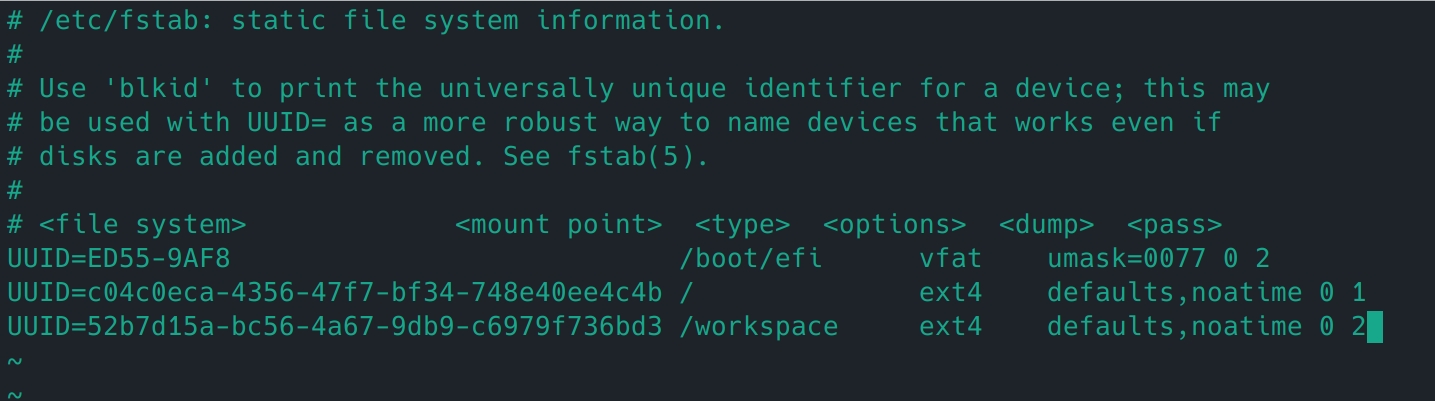 # /etc/fstab: static file system information.
#
# Use 'blkid' to print the universally unique identifier for a device; this may
# be used with UUID= as a more robust way to name devices that works even if
# disks are added and removed. See fstab(5).
#
# <file system>             <mount point>  <type>  <options>  <dump>  <pass>
UUID=ED55-9AF8                            /boot/efi      vfat    umask=0077 0 2
UUID=c04c0eca-4356-47f7-bf34-748e40ee4c4b /              ext4    defaults,noatime 0 1
UUID=52b7d15a-bc56-4a67-9db9-c6979f736bd3 /workspace     ext4    defaults,noatime 0 2
~
~